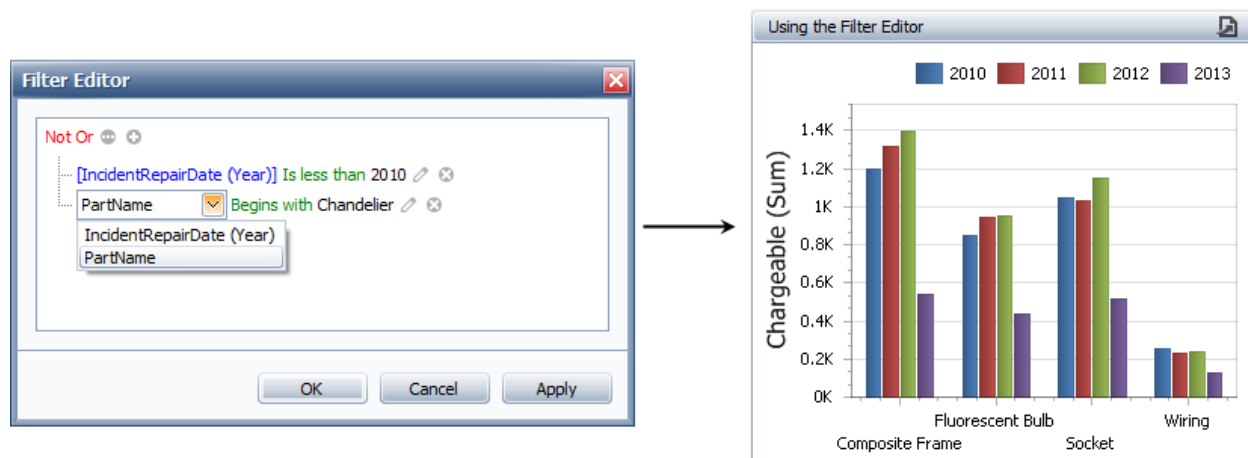 Filter Editor
Not Or
[IncidentRepairDate (Year)] Is less than 2010
PartName Begins with Chandelier
IncidentRepairDate (Year)
PartName
OK Cancel Apply
Using the Filter Editor
2010 2011 2012 2013
Chargeable (Sum)
1.4K
1.2K
1K
0.8K
0.6K
0.4K
0.2K
0K
Fluorescent Bulb Wiring
Composite Frame Socket